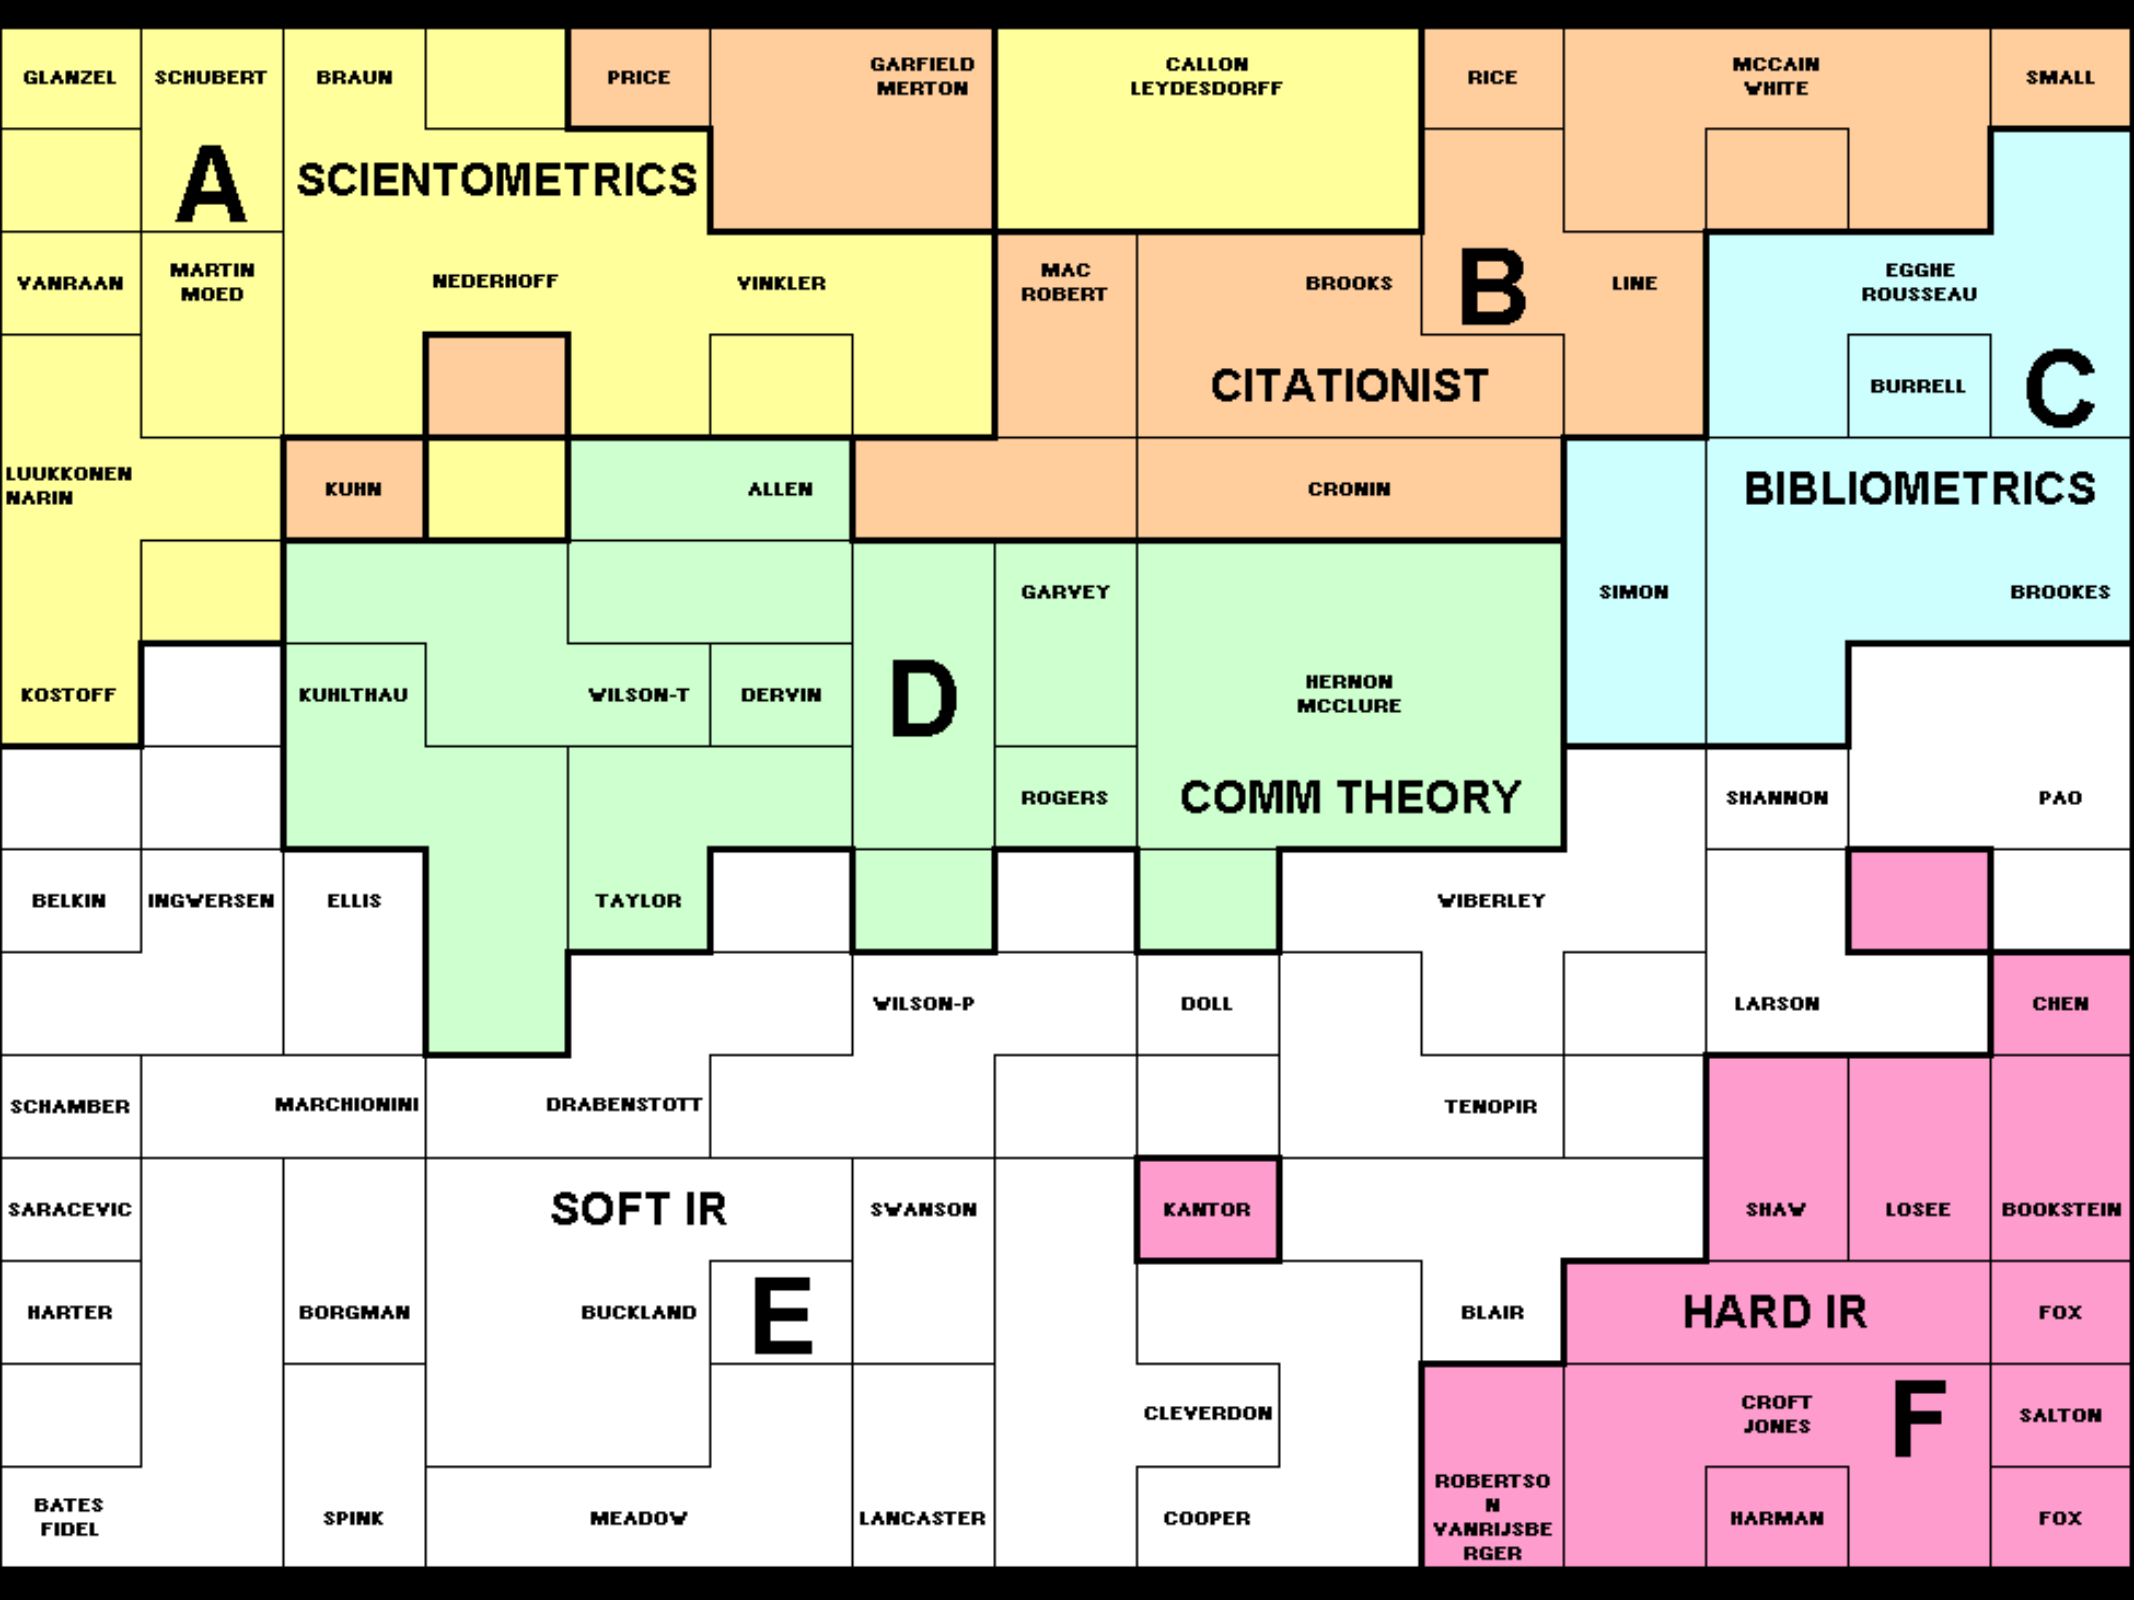 GLANZEL
SCHUBERT
BRAUN
PRICE
GARFIELD
MERTON
CALLON
LEYDESDORFF
RICE
MCCAIN
WHITE
SMALL
A
SCIENTOMETRICS
VANRAAN
MARTIN
MOED
NEDERHOFF
VINKLER
MAC
ROBERT
BROOKS
B
LINE
EGGHE
ROUSSEAU
CITATIONIST
BURRELL
C
LUUKKONEN
NARIN
KUHN
ALLEN
CRONIN
BIBLIOMETRICS
GARVEY
SIMON
BROOKES
KOSTOFF
KUHLTHAU
WILSON-T
DERVIN
D
HERNON
MCCLURE
ROGERS
COMM THEORY
SHANNON
PAO
BELKIN
INGWERSEN
ELLIS
TAYLOR
WIBERLEY
WILSON-P
DOLL
LARSON
CHEN
SCHAMBER
MARCHIONINI
DRABENSTOTT
TENOPIR
SARACEVIC
SOFT IR
SWANSON
KANTOR
SHAW
LOSEE
BOOKSTEIN
HARTER
BORGMAN
BUCKLAND
E
BLAIR
HARD IR
FOX
CLEVERDON
CROFT
JONES
F
SALTON
BATES
FIDEL
SPINK
MEADOW
LANCASTER
COOPER
ROBERTSO
N
VANRIJSBE
RGER
HARMAN
FOX